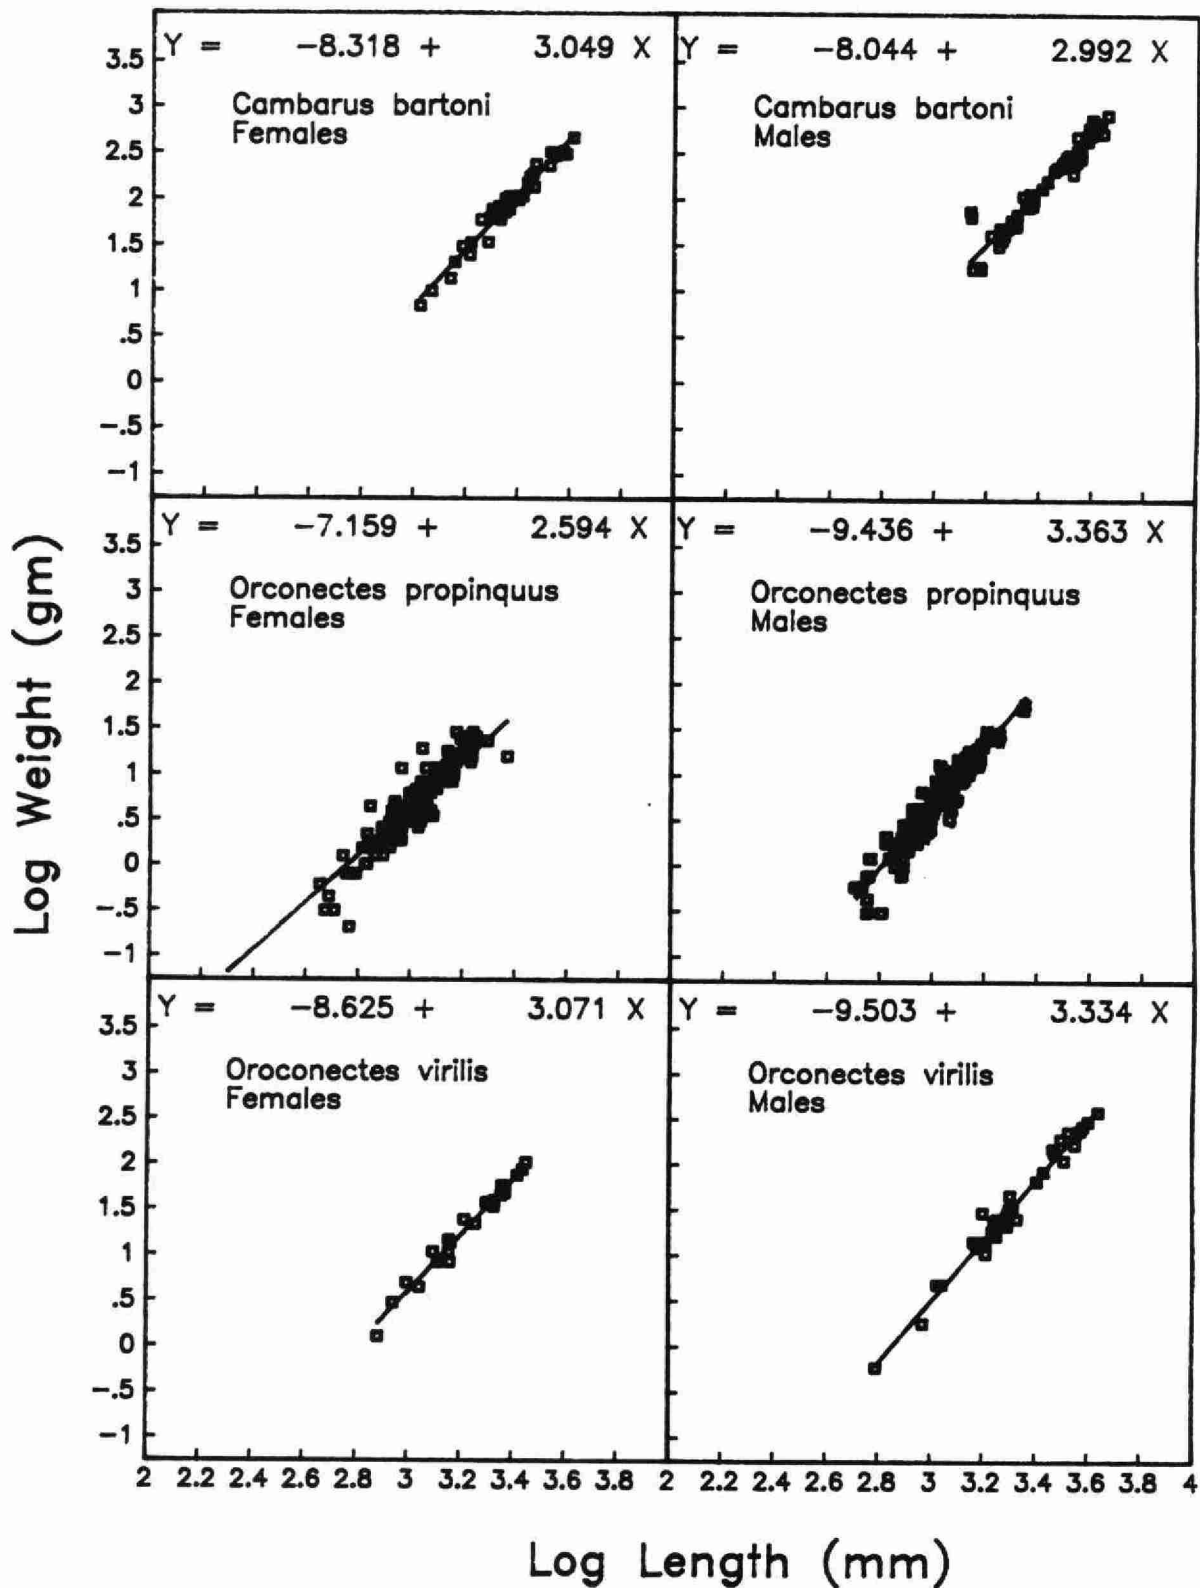 Y = -8.318 + 3.049 X
Cambarus bartoni
Females
3.5
3
2.5
2
1.5
1
.5
0
-.5
-1
Y = -8.044 + 2.992 X
Cambarus bartoni
Males
Y = -7.159 + 2.594 X
Orconectes propinquus
Females
3.5
3
2.5
2
1.5
1
.5
0
-.5
-1
Y = -9.436 + 3.363 X
Orconectes propinquus
Males
Y = -8.625 + 3.071 X
Oroconectes virilis
Females
3.5
3
2.5
2
1.5
1
.5
0
-.5
-1
Y = -9.503 + 3.334 X
Orconectes virilis
Males
2 2.2 2.4 2.6 2.8 3 3.2 3.4 3.6 3.8 2 2.2 2.4 2.6 2.8 3 3.2 3.4 3.6 3.8 4
Log Weight (gm)
Log Length (mm)